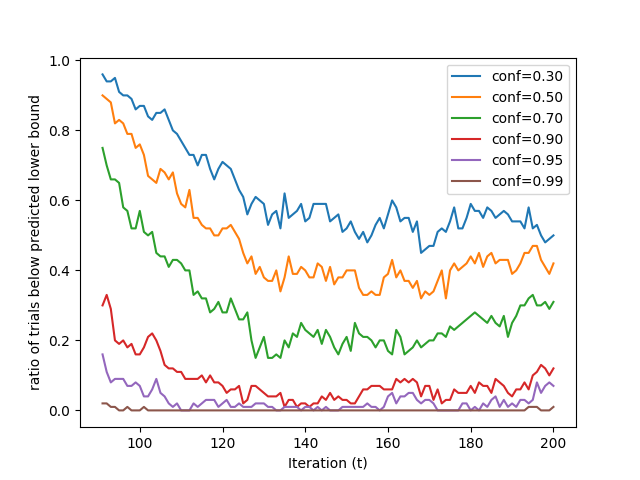 1.0
0.8
0.6
0.4
0.2
0.0
ratio of trials below predicted lower bound
conf=0.30
conf=0.50
conf=0.70
conf=0.90
conf=0.95
conf=0.99
100
120
140
160
180
200
Iteration (t)